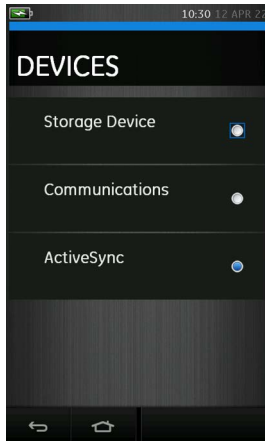 10:30 12 APR 22
DEVICES
Storage Device
Communications
ActiveSync